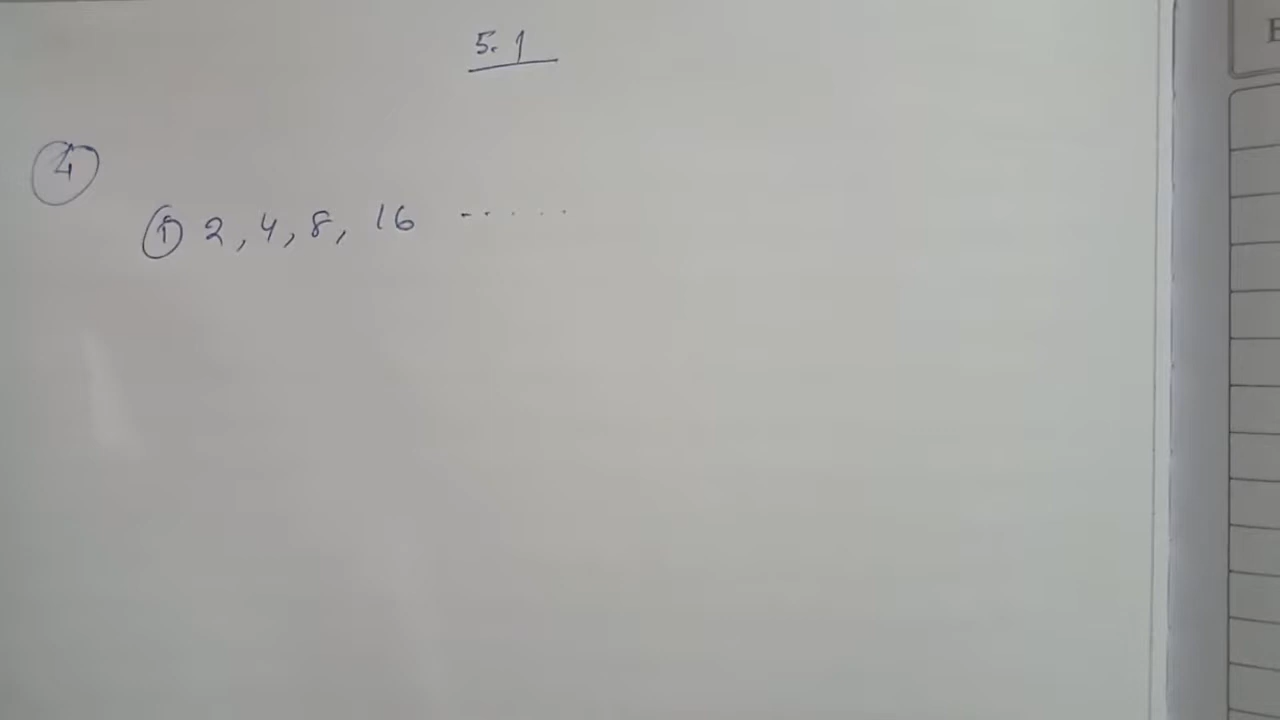 5.1
④
① 2, 4, 8, 16 ......
E